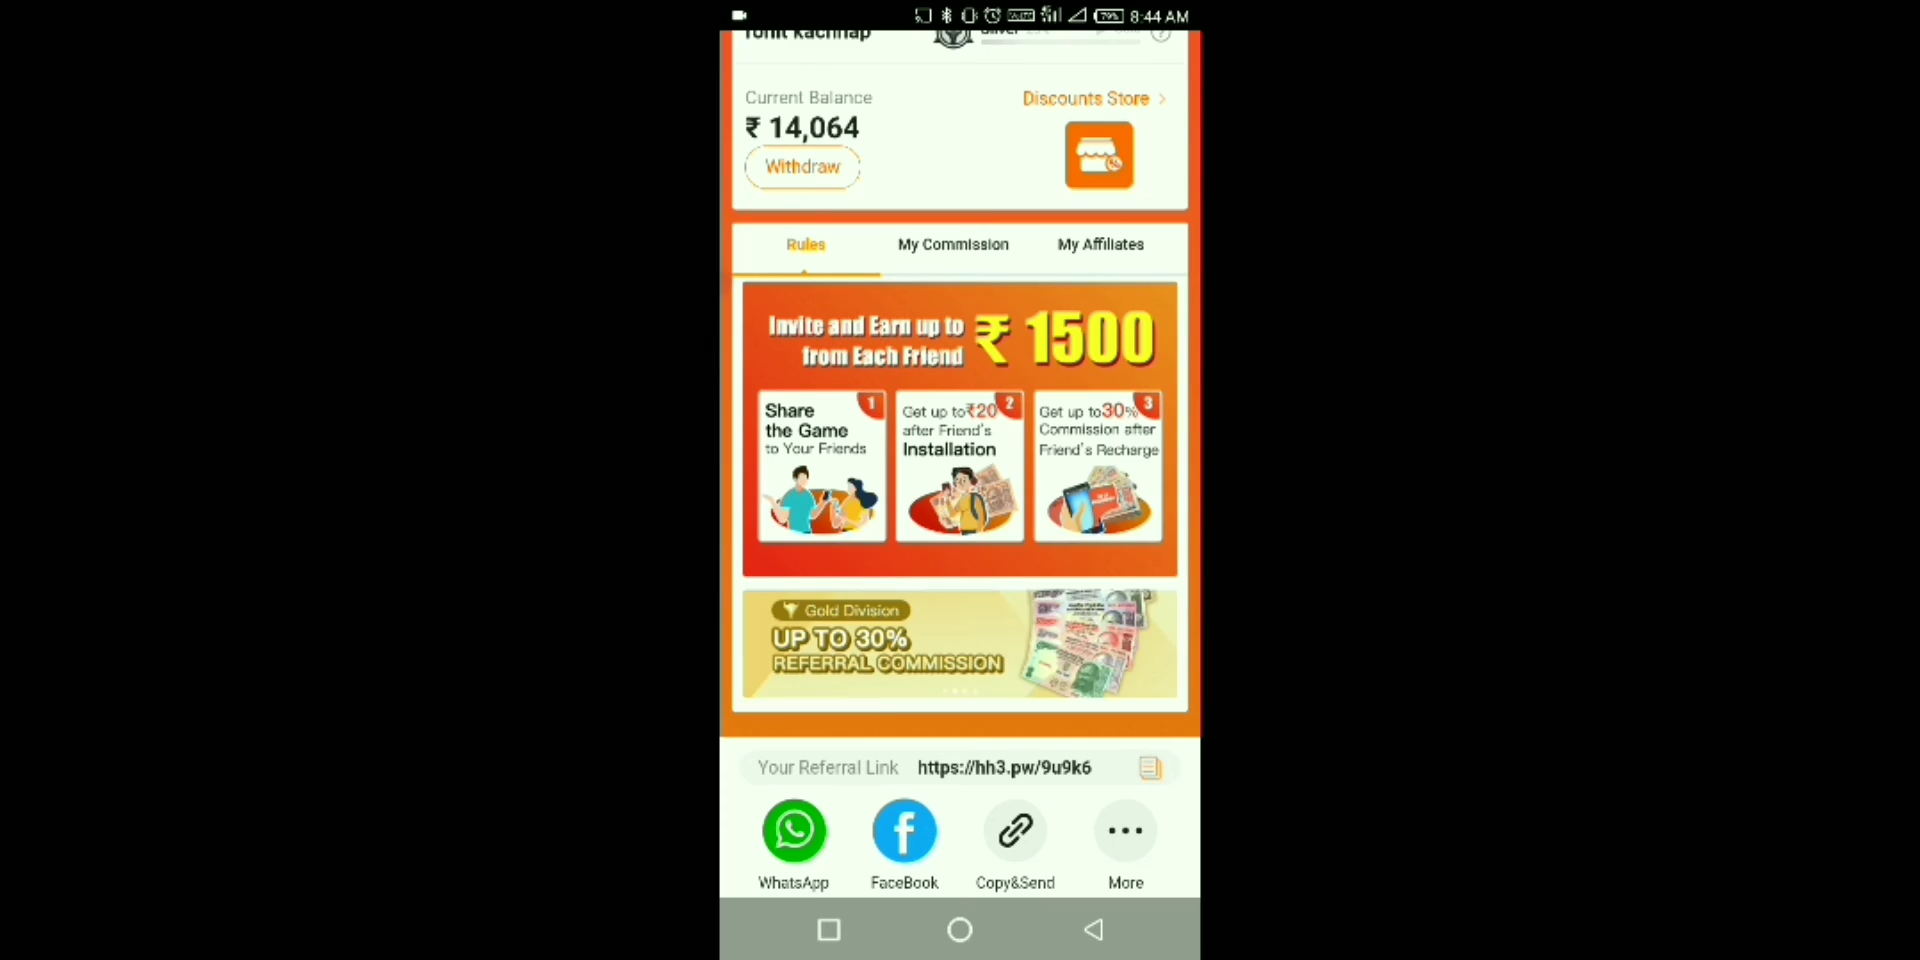 79% 8:44 AM
Current Balance
Discounts Store >
₹ 14,064
Withdraw
Rules
My Commission
My Affiliates
Invite and Earn up to
from Each Friend
₹ 1500
1
Share
the Game
to Your Friends
2
Get up to ₹20
after Friend's
Installation
3
Get up to 30%
Commission after
Friend's Recharge
Gold Division
UP TO 30%
REFERRAL COMMISSION
Your Referral Link https://hh3.pw/9u9k6
WhatsApp
FaceBook
Copy&Send
More